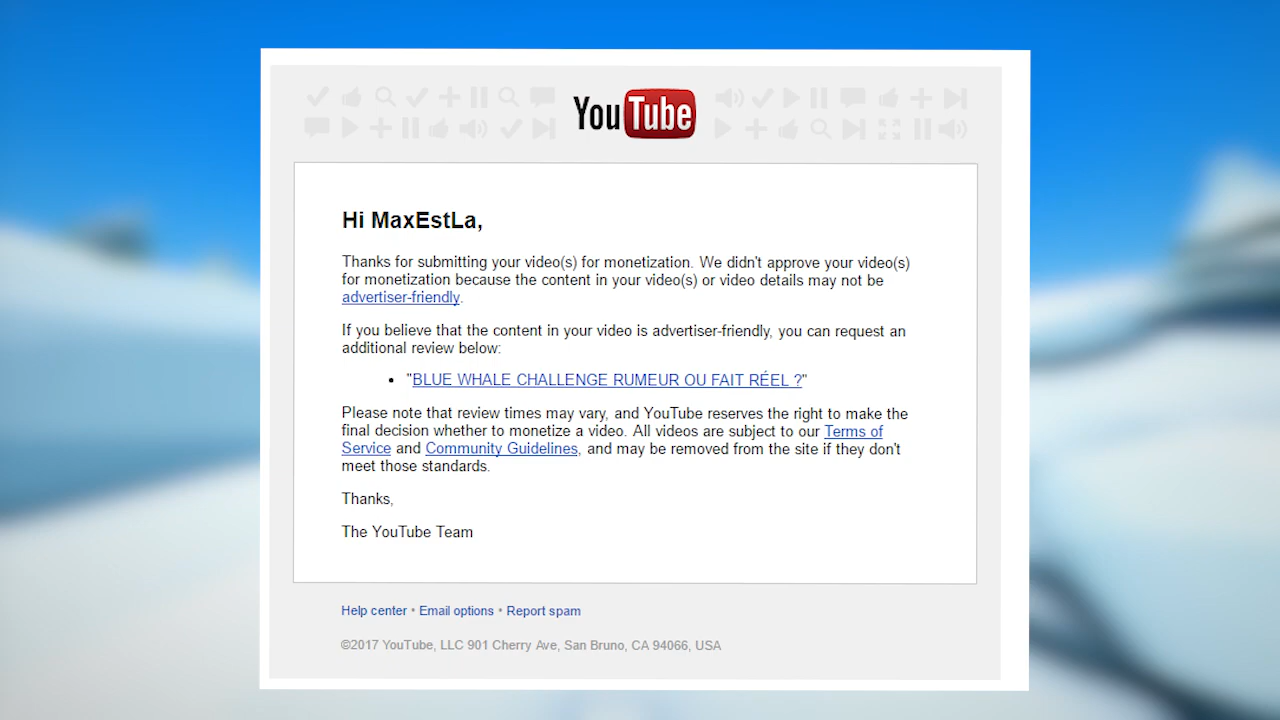 YouTube
Hi MaxEstLa,
Thanks for submitting your video(s) for monetization. We didn't approve your video(s)
for monetization because the content in your video(s) or video details may not be
advertiser-friendly.
If you believe that the content in your video is advertiser-friendly, you can request an
additional review below:
• "BLUE WHALE CHALLENGE RUMEUR OU FAIT RÉEL ?"
Please note that review times may vary, and YouTube reserves the right to make the
final decision whether to monetize a video. All videos are subject to our Terms of
Service and Community Guidelines, and may be removed from the site if they don't
meet those standards.
Thanks,
The YouTube Team
Help center • Email options • Report spam
©2017 YouTube, LLC 901 Cherry Ave, San Bruno, CA 94066, USA